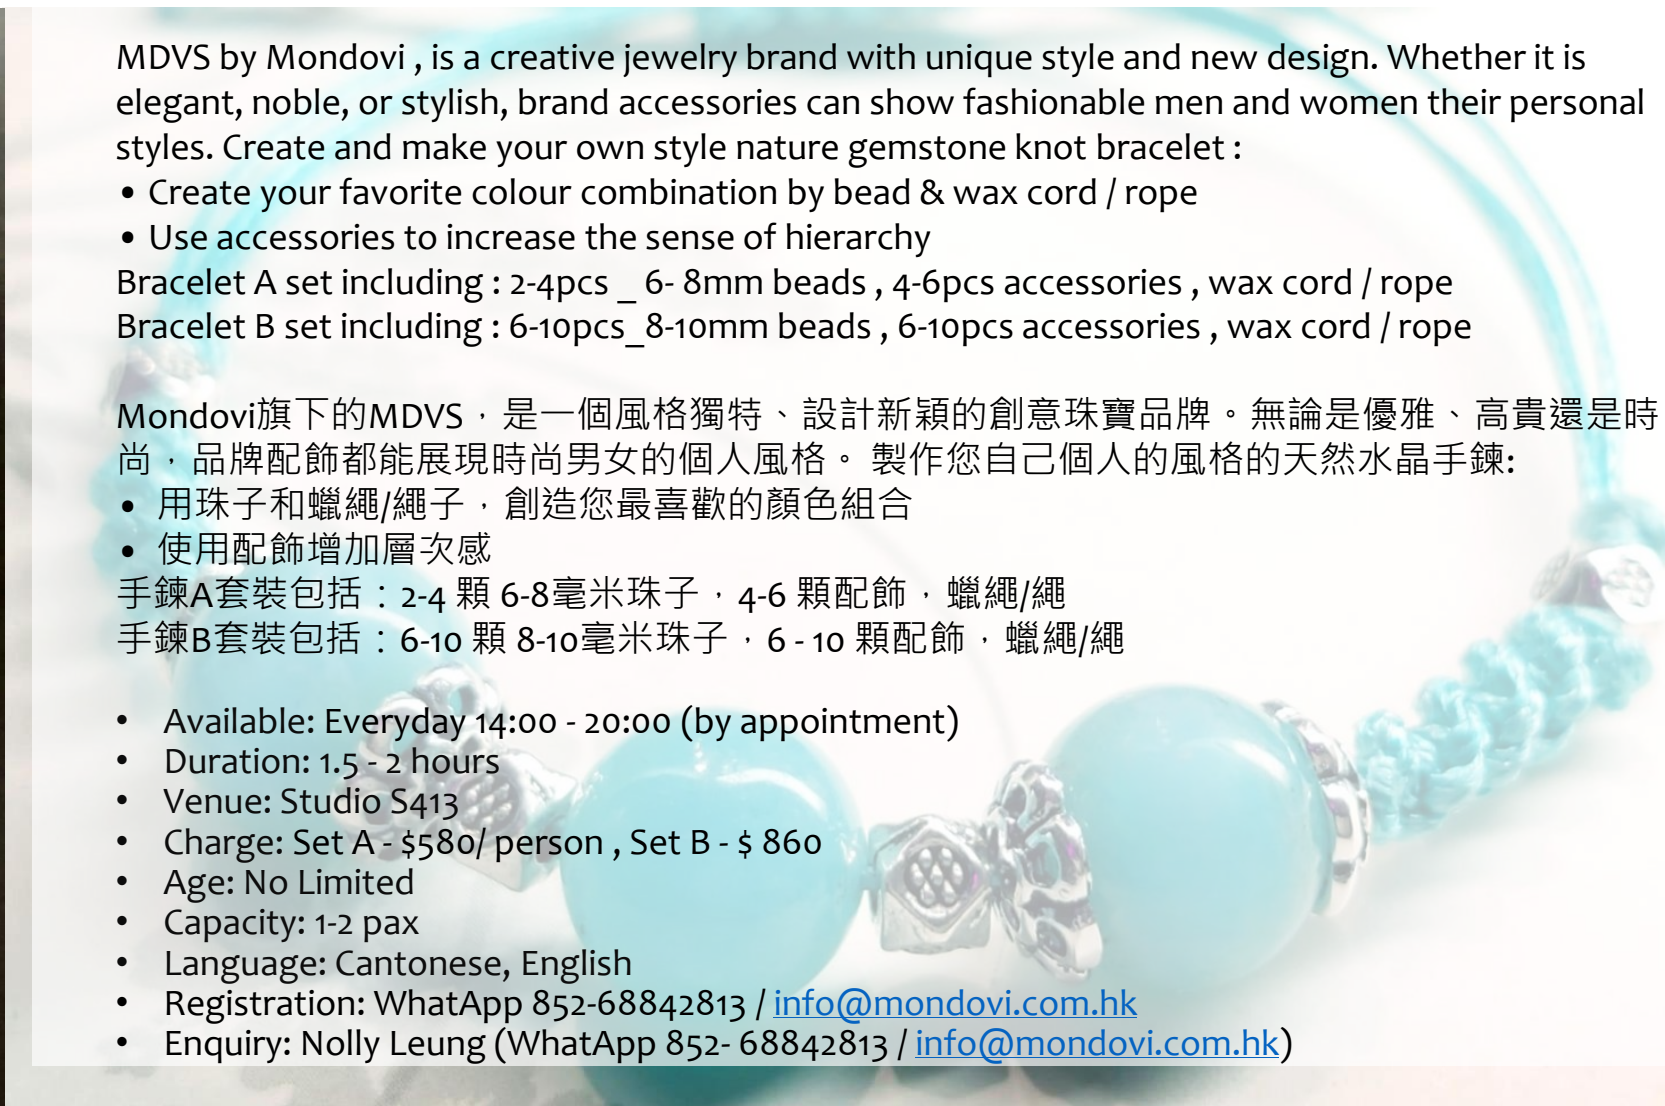 MDVS by Mondovi , is a creative jewelry brand with unique style and new design. Whether it is
elegant, noble, or stylish, brand accessories can show fashionable men and women their personal
styles. Create and make your own style nature gemstone knot bracelet :
• Create your favorite colour combination by bead & wax cord / rope
• Use accessories to increase the sense of hierarchy
Bracelet A set including : 2-4pcs _ 6- 8mm beads , 4-6pcs accessories , wax cord / rope
Bracelet B set including : 6-10pcs_8-10mm beads , 6-10pcs accessories , wax cord / rope
Mondovi旗下的MDVS，是一個風格獨特、設計新穎的創意珠寶品牌。無論是優雅、高貴還是時
尚，品牌配飾都能展現時尚男女的個人風格。 製作您自己個人的風格的天然水晶手鍊:
• 用珠子和蠟繩/繩子，創造您最喜歡的顏色組合
• 使用配飾增加層次感
手鍊A套裝包括：2-4 顆 6-8毫米珠子，4-6 顆配飾，蠟繩/繩
手鍊B套裝包括：6-10 顆 8-10毫米珠子，6 - 10 顆配飾，蠟繩/繩
• Available: Everyday 14:00 - 20:00 (by appointment)
• Duration: 1.5 - 2 hours
• Venue: Studio S413
• Charge: Set A - $580/ person , Set B - $ 860
• Age: No Limited
• Capacity: 1-2 pax
• Language: Cantonese, English
• Registration: WhatApp 852-68842813 / info@mondovi.com.hk
• Enquiry: Nolly Leung (WhatApp 852- 68842813 / info@mondovi.com.hk)